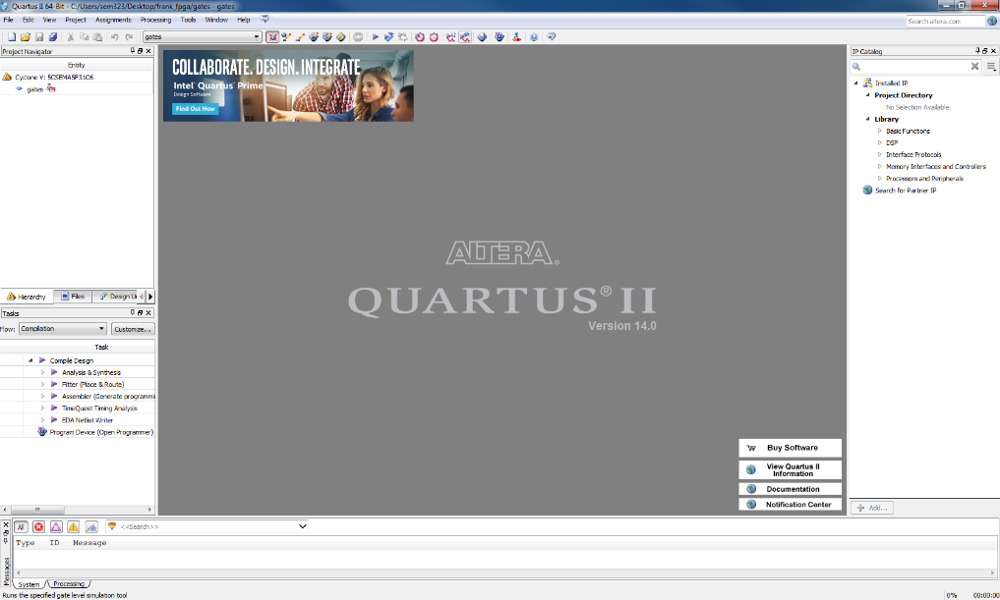 Quartus II 64-Bit - C:/Users/sem323/Desktop/frank_fpga/gates - gates
File Edit View Project Assignments Processing Tools Window Help
Search altera.com
gates
Project Navigator
Entity
Cyclone V: 5CSEMA5F31C6
gates
Hierarchy Files Design Un
Tasks
Flow: Compilation Customize...
Task
Compile Design
Analysis & Synthesis
Fitter (Place & Route)
Assembler (Generate programmi
TimeQuest Timing Analysis
EDA Netlist Writer
Program Device (Open Programmer)
COLLABORATE. DESIGN. INTEGRATE
Intel Quartus Prime
Design Software
Find Out How
ALTERA®
QUARTUS® II
Version 14.0
Buy Software
View Quartus II
Information
Documentation
Notification Center
IP Catalog
Installed IP
Project Directory
No Selection Available
Library
Basic Functions
DSP
Interface Protocols
Memory Interfaces and Controllers
Processors and Peripherals
Search for Partner IP
Add...
All <<Search>>
Type ID Message
Messages
System Processing
Runs the specified gate level simulation tool
0% 00:00:00